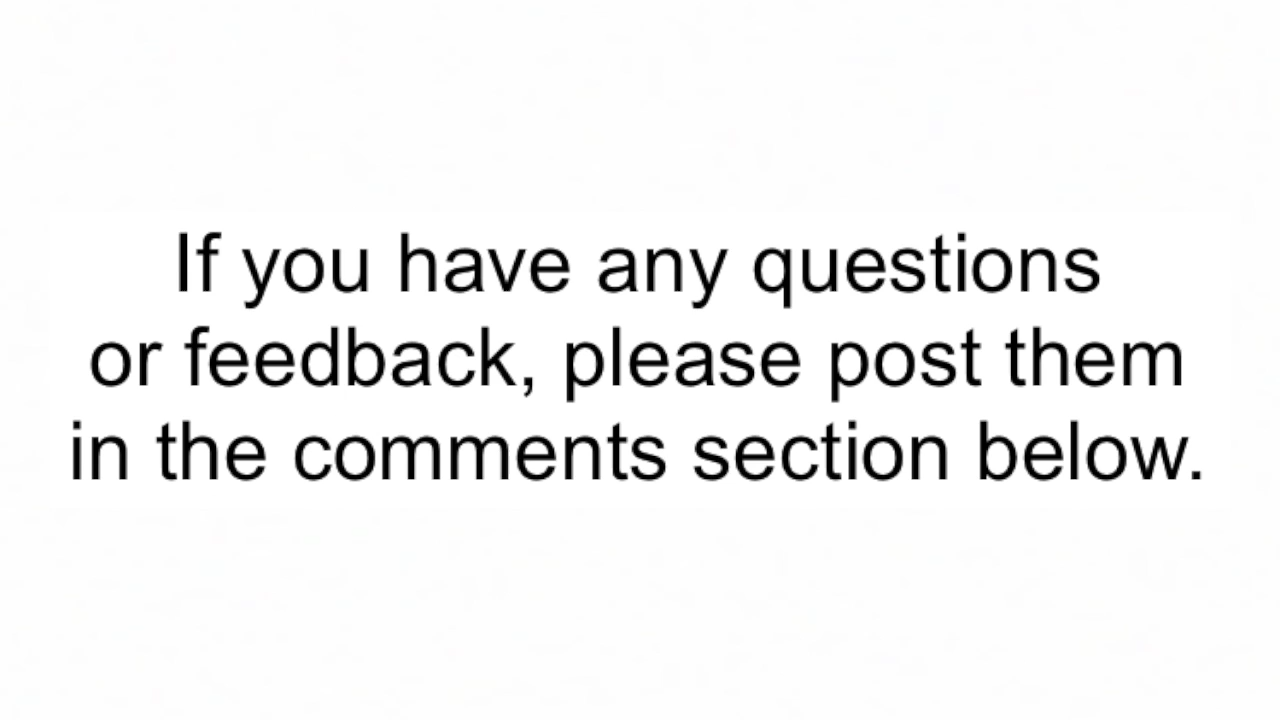 If you have any questions
or feedback, please post them
in the comments section below.